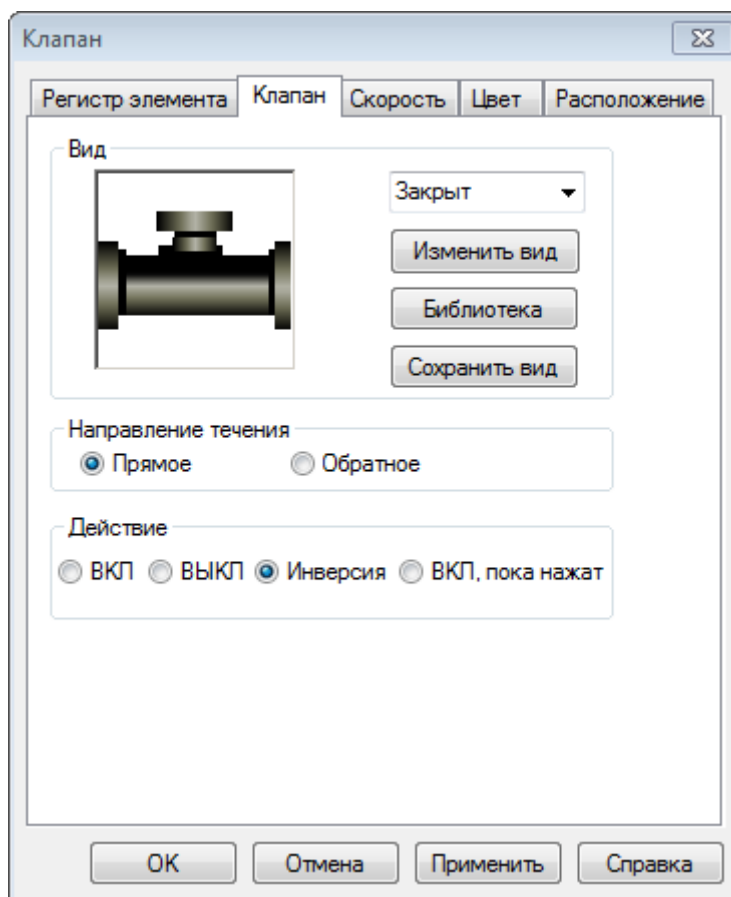 Клапан
Регистр элемента Клапан Скорость Цвет Расположение
Вид
Закрыт
Изменить вид
Библиотека
Сохранить вид
Направление течения
Прямое Обратное
Действие
ВКЛ ВЫКЛ Инверсия ВКЛ, пока нажат
OK Отмена Применить Справка